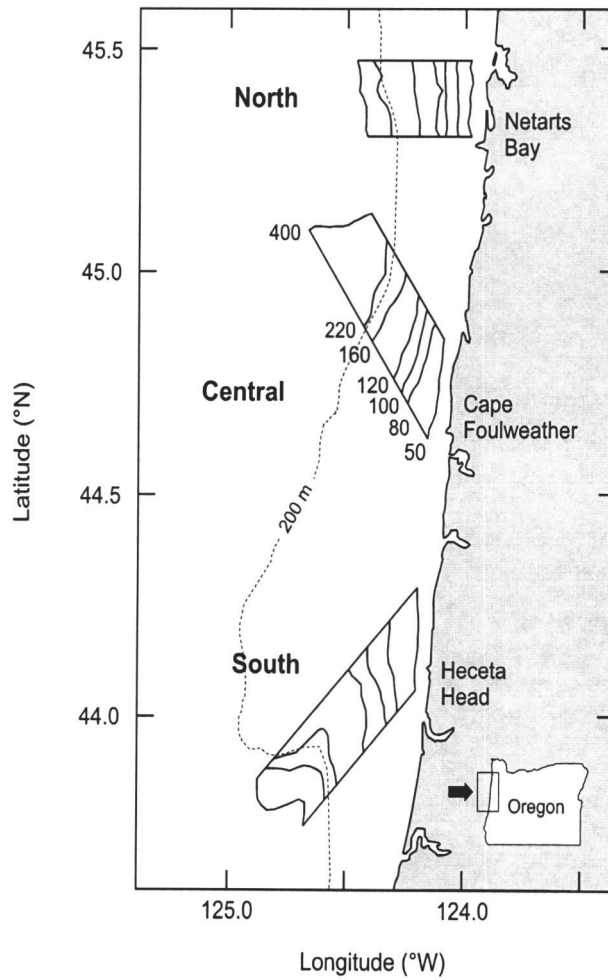 45.5
North
Netarts
Bay
400
45.0
220
160
120
100
80
50
Central
Cape
Foulweather
Latitude (°N)
44.5
200 m
South
Heceta
Head
44.0
Oregon
125.0
124.0
Longitude (°W)